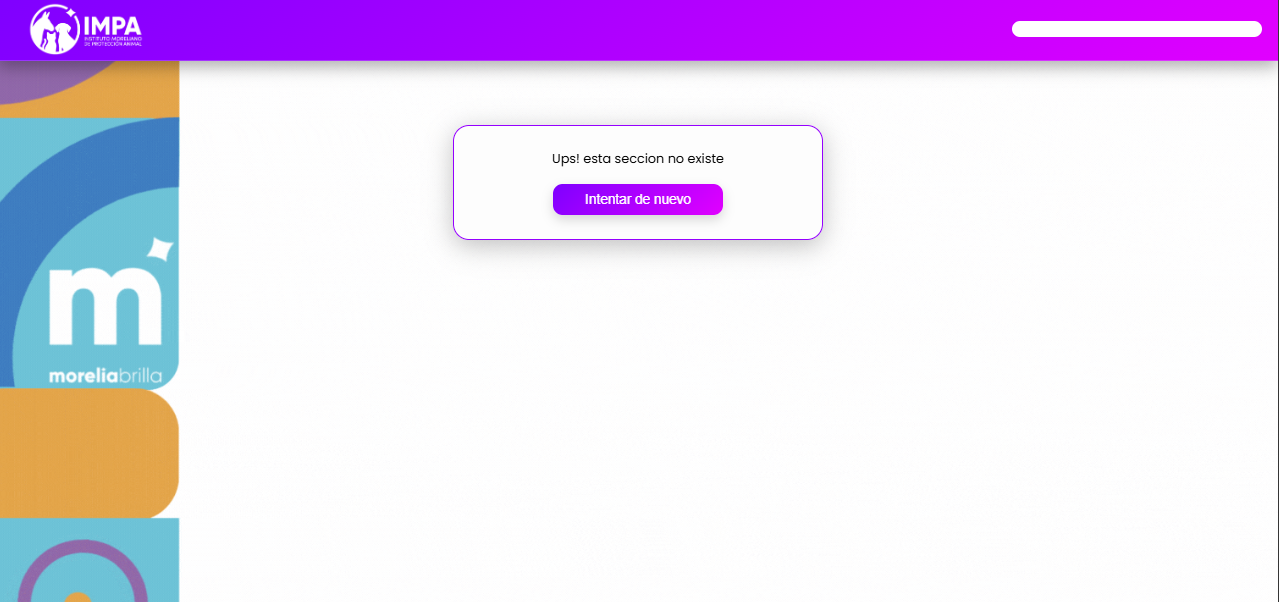 IMPA
INSTITUTO MORELIANO
DE PROTECCIÓN ANIMAL
Ups! esta seccion no existe
Intentar de nuevo
m
moreliabrilla